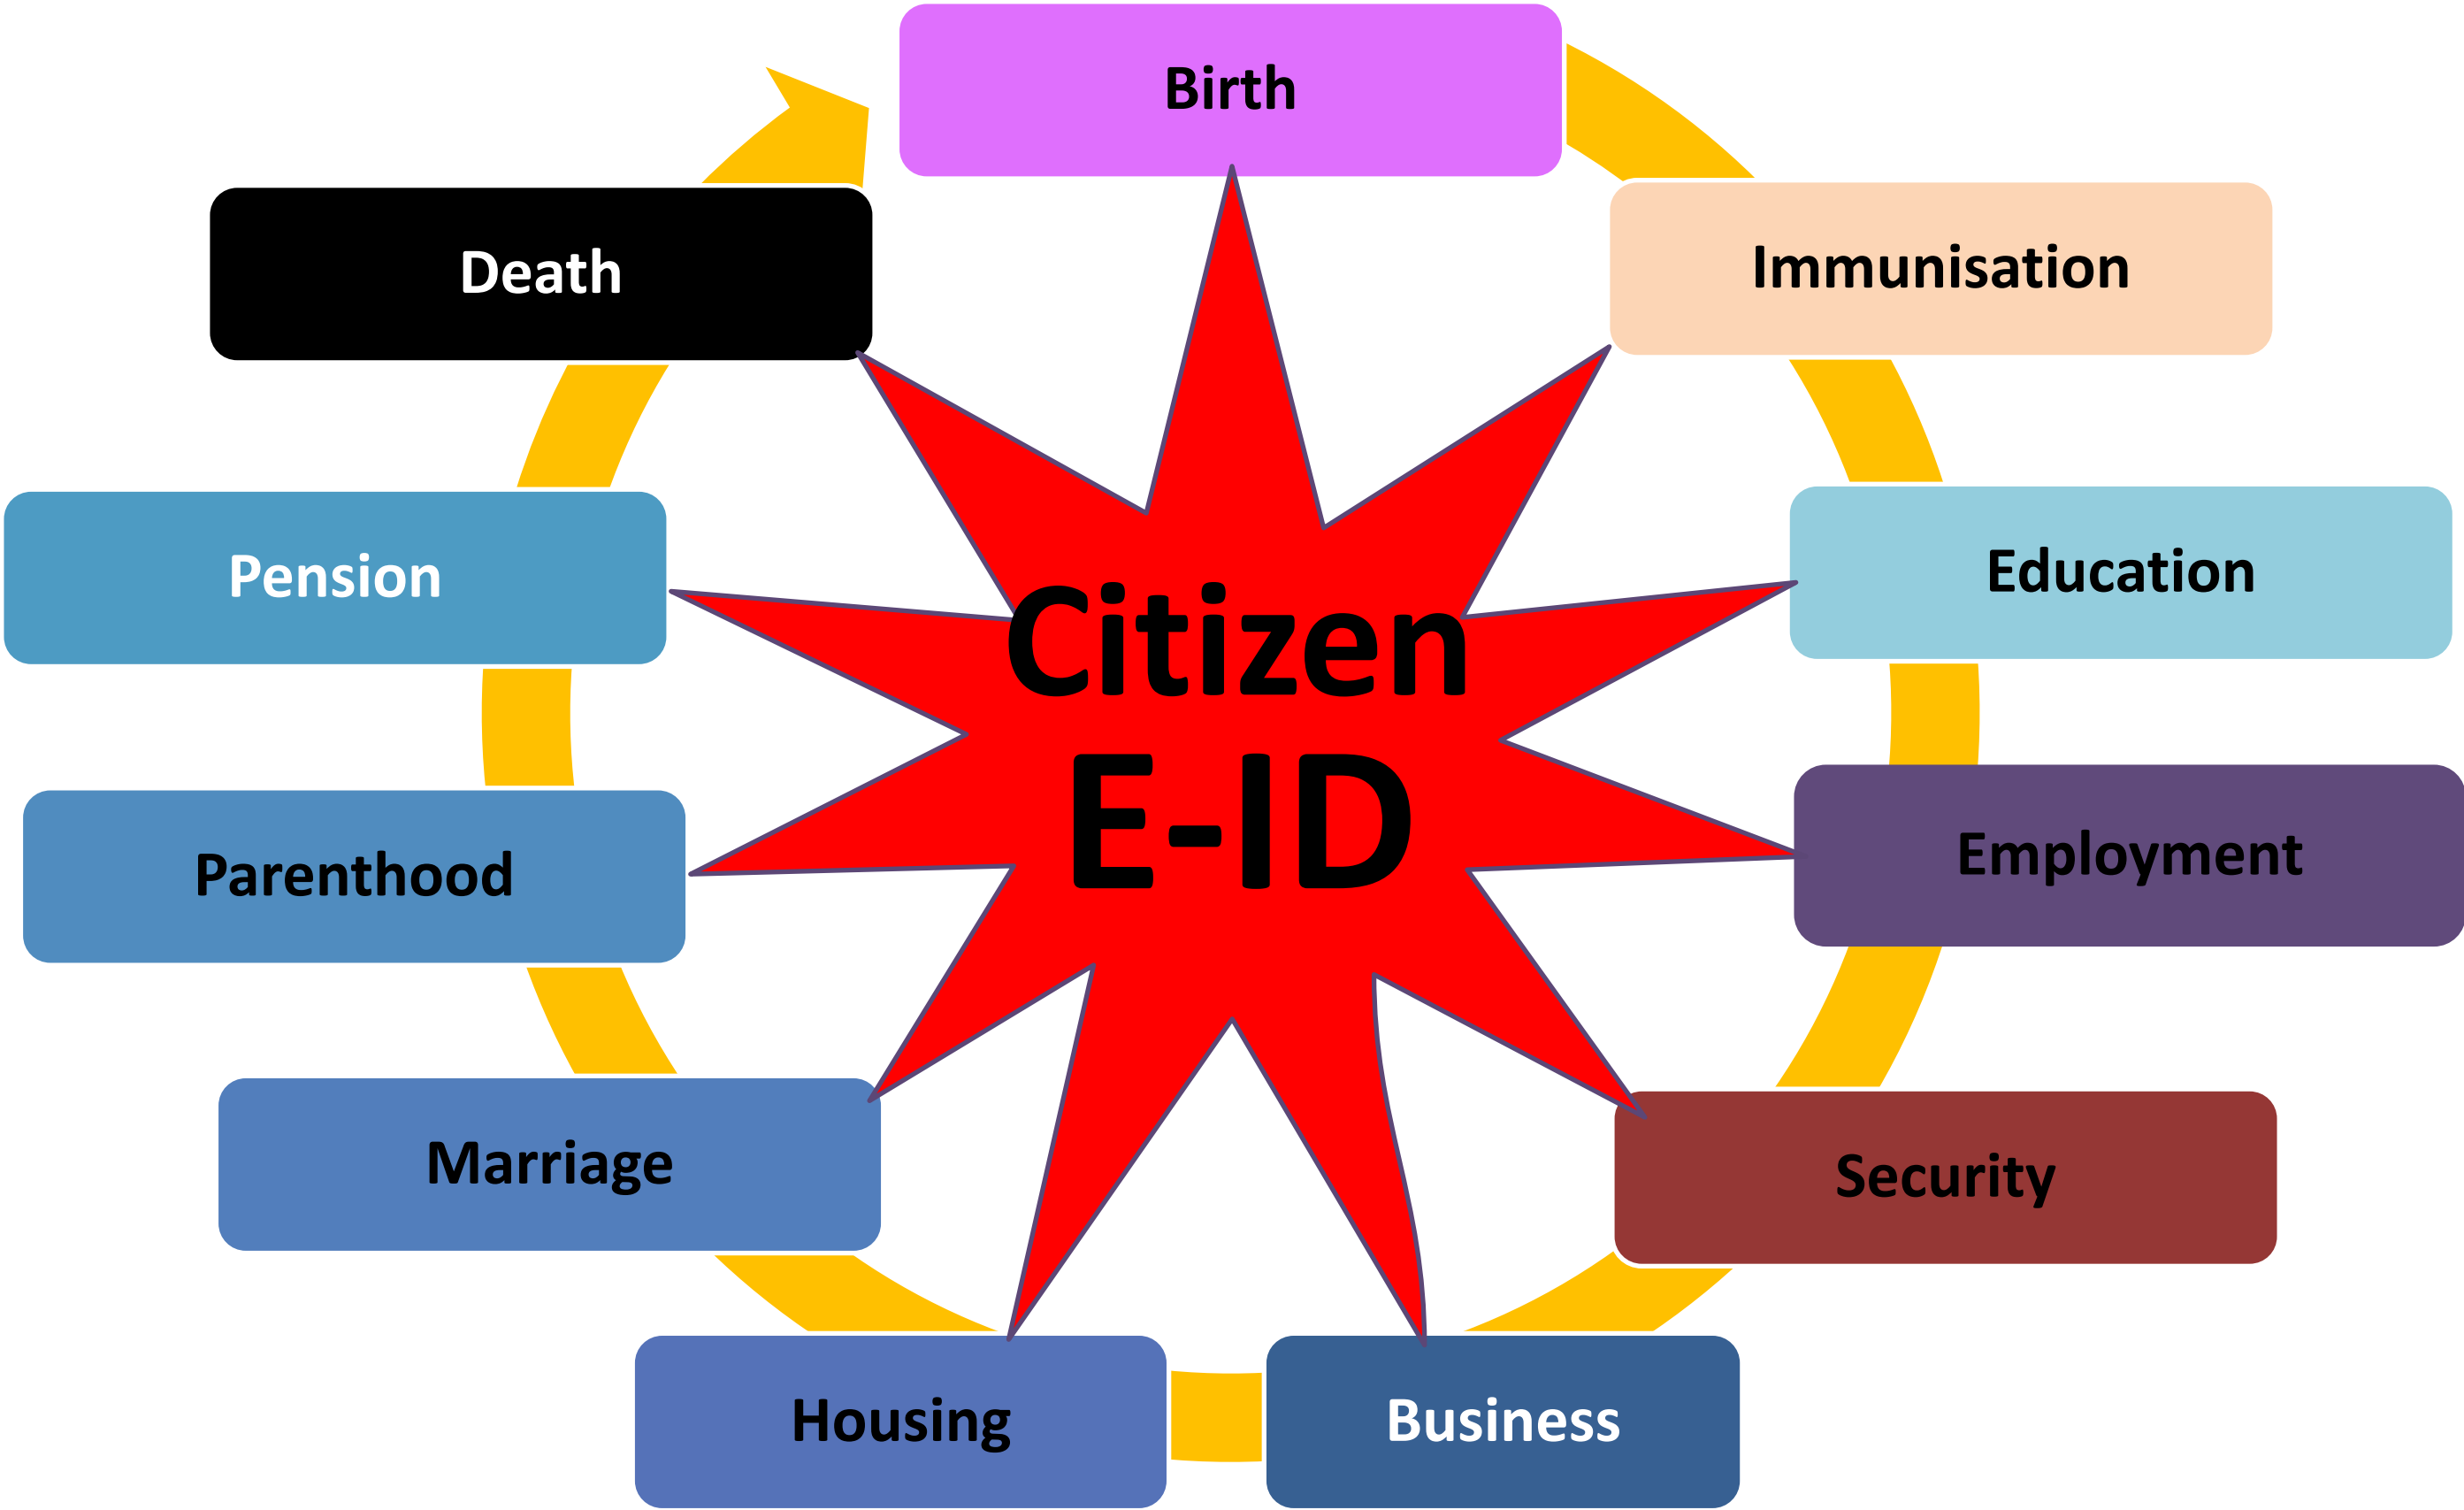 Birth
Immunisation
Education
Employment
Security
Business
Housing
Marriage
Parenthood
Pension
Death
Citizen
E-ID